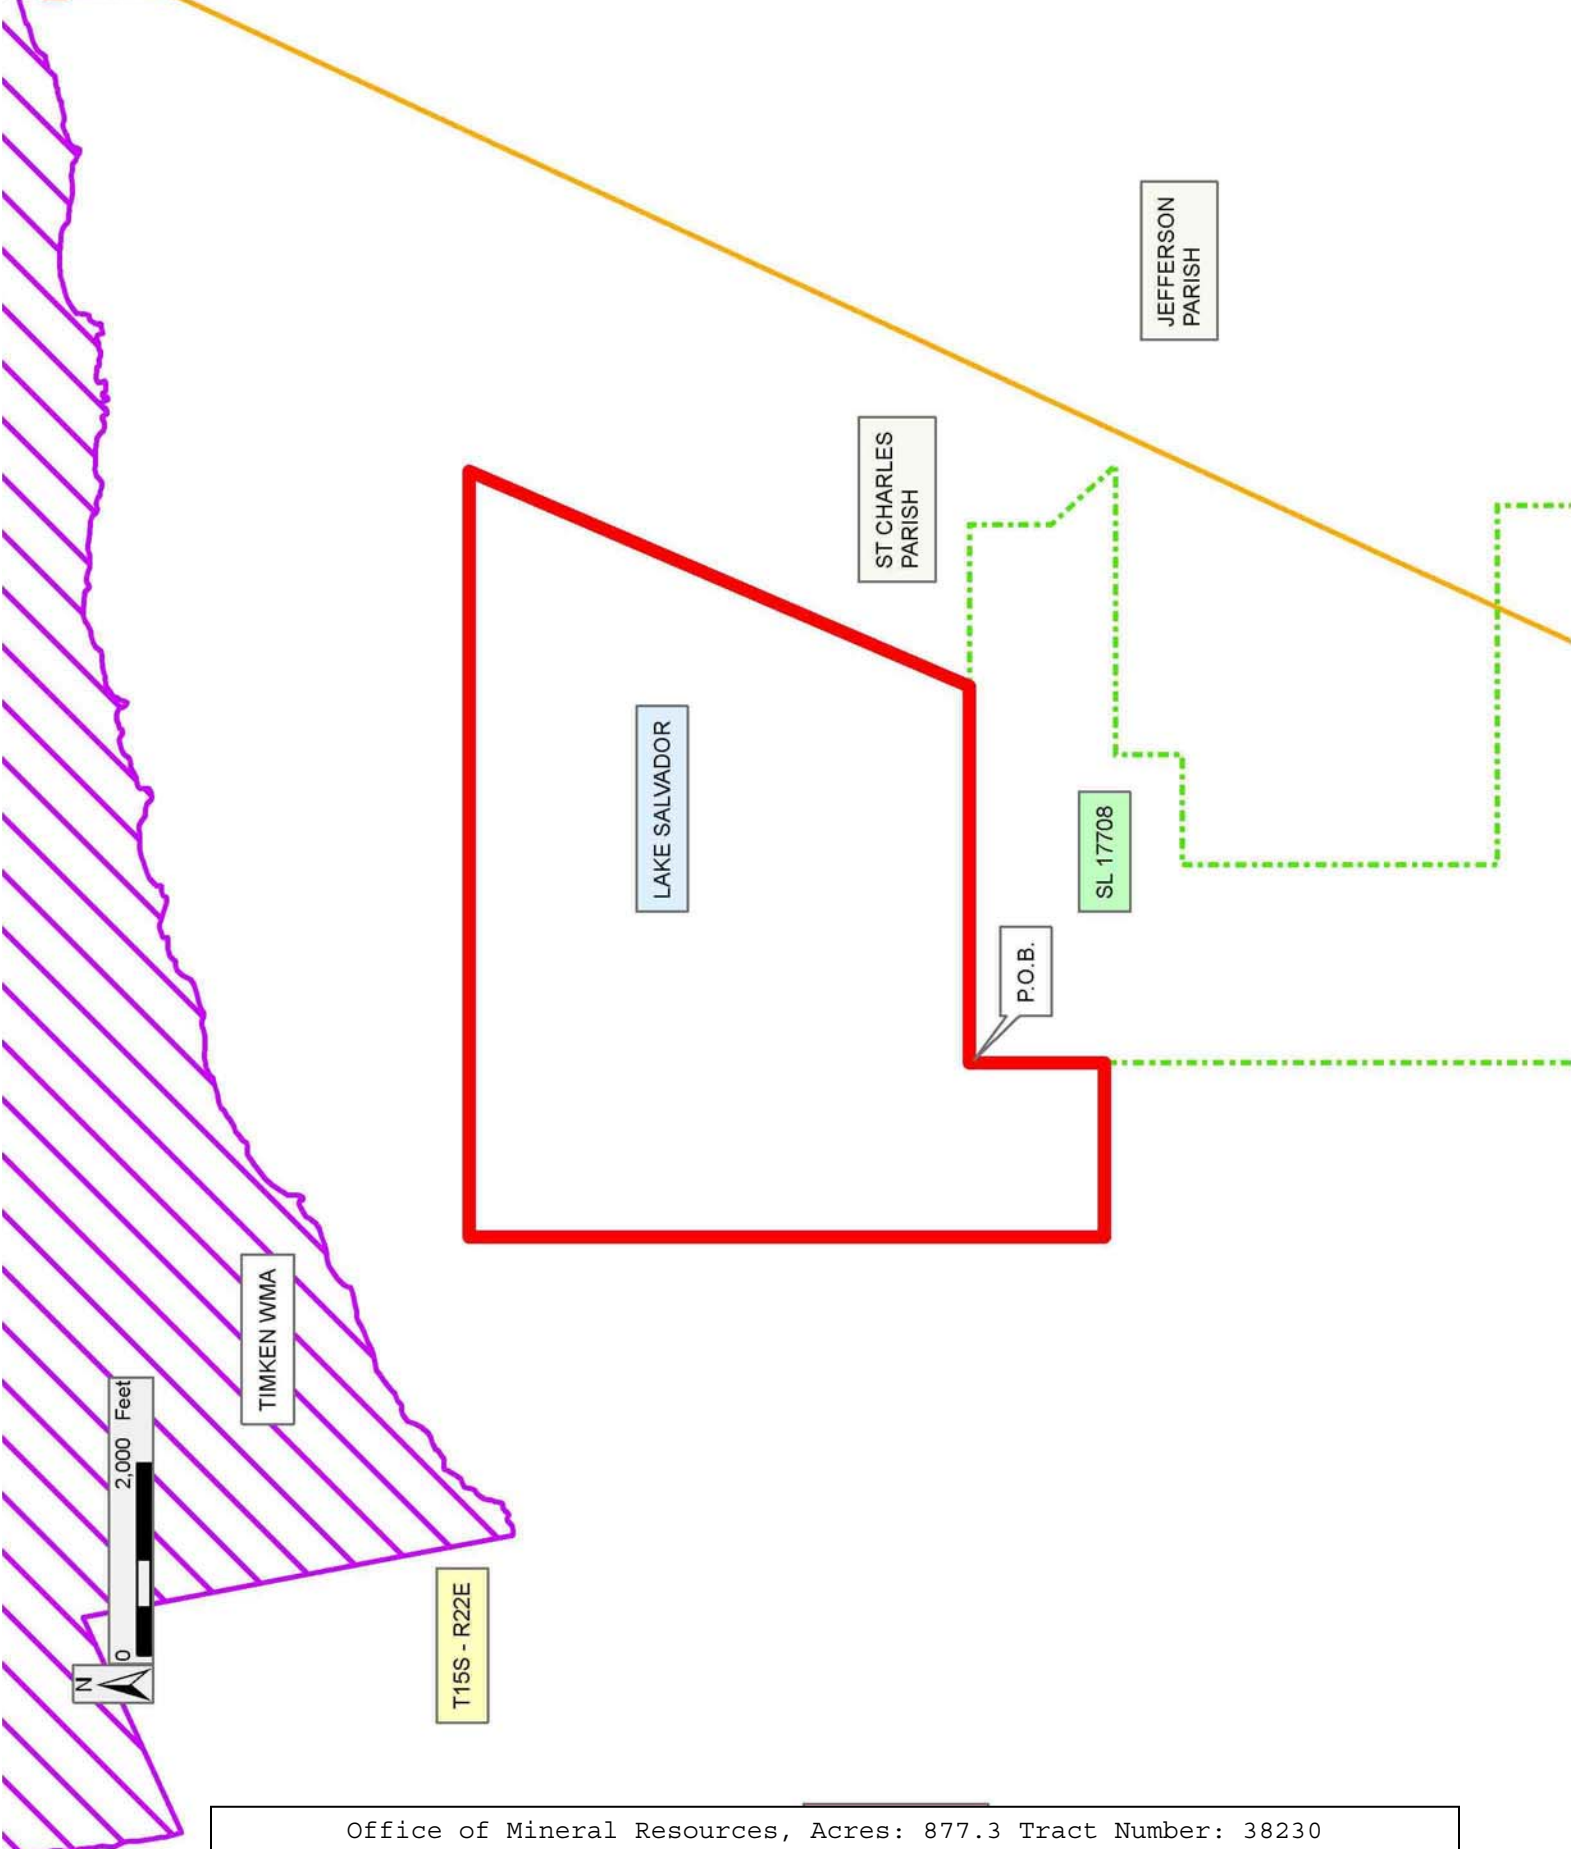 JEFFERSON
PARISH
ST CHARLES
PARISH
LAKE SALVADOR
SL 17708
P.O.B.
TIMKEN WMA
0 2,000 Feet
N
T15S - R22E
Office of Mineral Resources, Acres: 877.3 Tract Number: 38230